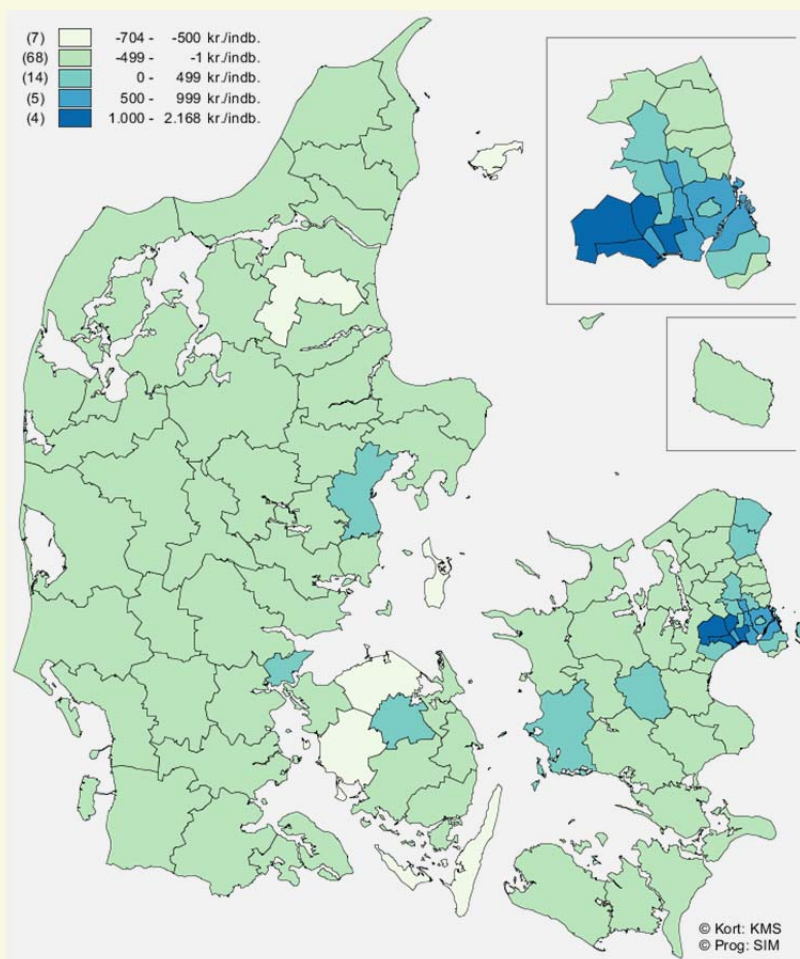 (7) -704 - -500 kr./indb.
(68) -499 - -1 kr./indb.
(14) 0 - 499 kr./indb.
(5) 500 - 999 kr./indb.
(4) 1.000 - 2.168 kr./indb.
© Kort: KMS
© Prog: SIM